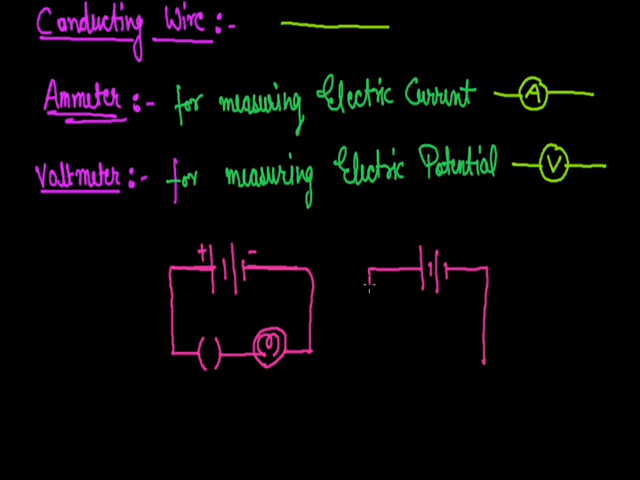 Conducting Wire:-
Ammeter:- for measuring Electric Current A
Voltmeter:- for measuring Electric Potential V
+ -